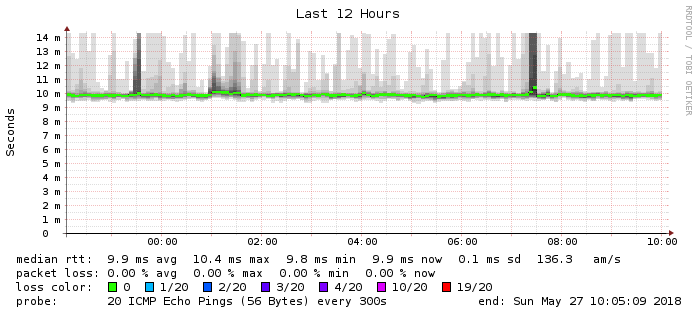 Last 12 Hours
RRDTOOL / TOBI OETIKER
Seconds
14 m
13 m
12 m
11 m
10 m
9 m
8 m
7 m
6 m
5 m
4 m
3 m
2 m
1 m
0
00:00 02:00 04:00 06:00 08:00 10:00
median rtt: 9.9 ms avg 10.4 ms max 9.8 ms min 9.9 ms now 0.1 ms sd 136.3 am/s
packet loss: 0.00 % avg 0.00 % max 0.00 % min 0.00 % now
loss color: 0 1/20 2/20 3/20 4/20 10/20 19/20
probe: 20 ICMP Echo Pings (56 Bytes) every 300s end: Sun May 27 10:05:09 2018